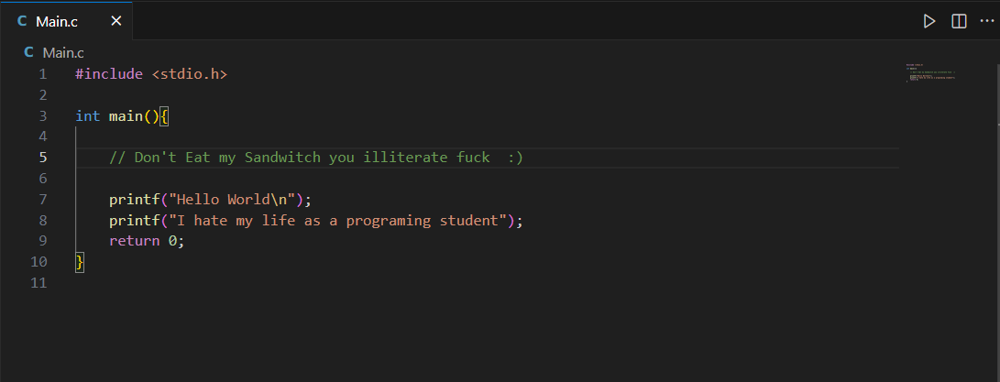 C Main.c ×
C Main.c
1 #include <stdio.h>
2
3 int main(){
4
5 // Don't Eat my Sandwitch you illiterate fuck  :)
6
7 printf("Hello World\n");
8 printf("I hate my life as a programing student");
9 return 0;
10 }
11